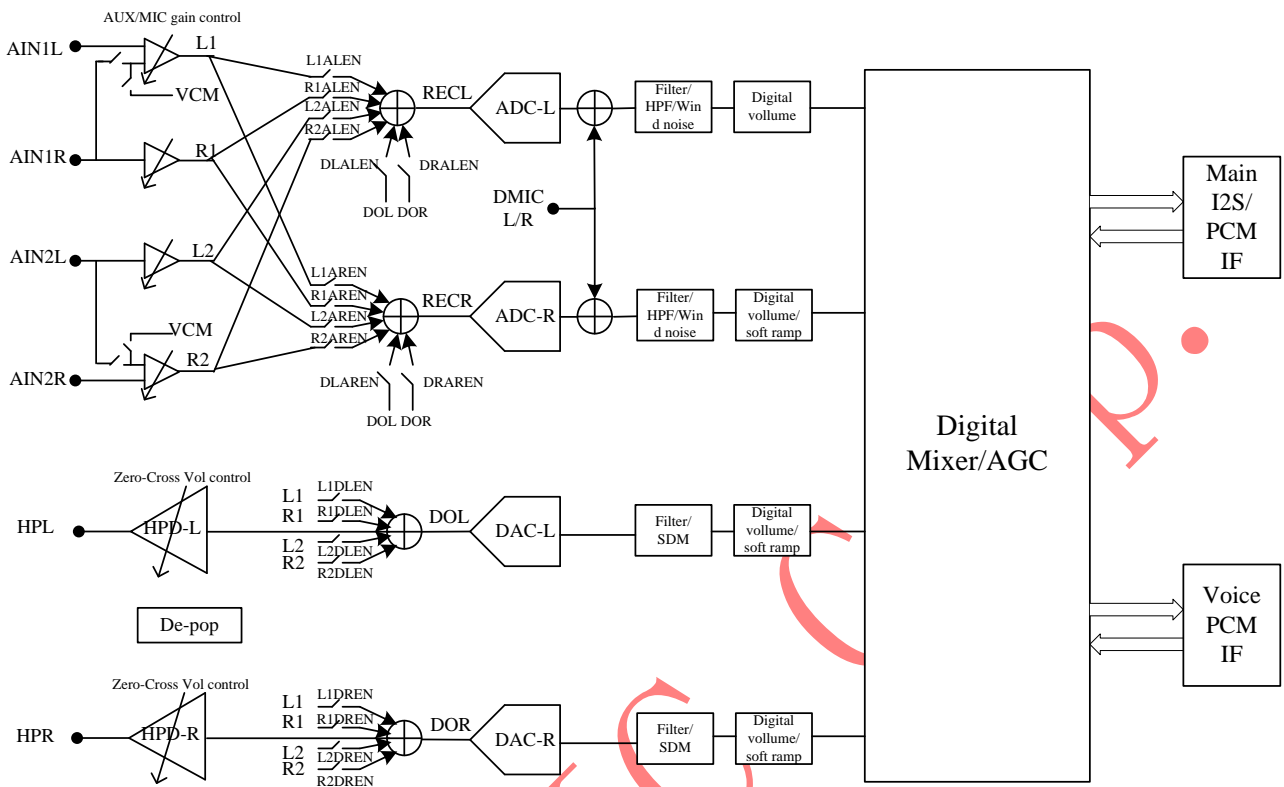 AUX/MIC gain control
AIN1L
L1
VCM
AIN1R
R1
AIN2L
L2
VCM
R2
AIN2R
L1ALEN
R1ALEN
L2ALEN
R2ALEN
RECL
ADC-L
DLALEN
DRALEN
DOL DOR
DMIC
L/R
Filter/
HPF/Win
d noise
Digital
vollume
L1AREN
R1AREN
L2AREN
R2AREN
RECR
ADC-R
DLAREN
DRAREN
DOL DOR
Filter/
HPF/Win
d noise
Digital
vollume/
soft ramp
Digital
Mixer/AGC
Main
I2S/
PCM
IF
Zero-Cross Vol control
HPL
HPD-L
L1
R1
L2
R2
L1DLEN
R1DLEN
L2DLEN
R2DLEN
DOL
DAC-L
Filter/
SDM
Digital
vollume/
soft ramp
De-pop
Voice
PCM
IF
Zero-Cross Vol control
HPR
HPD-R
L1
R1
L2
R2
L1DREN
R1DREN
L2DREN
R2DREN
DOR
DAC-R
Filter/
SDM
Digital
vollume/
soft ramp